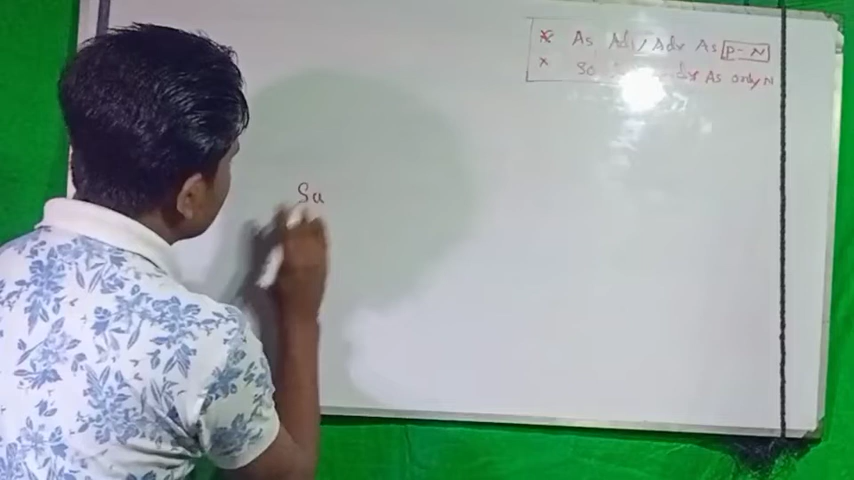 * As Adj/Adv As P-N
* So Adv As only N
Sa